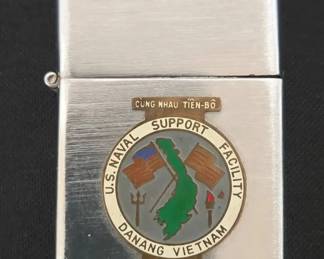 CÙNG NHAU TIẾN-BỘ
U.S. NAVAL SUPPORT FACILITY
DANANG VIETNAM